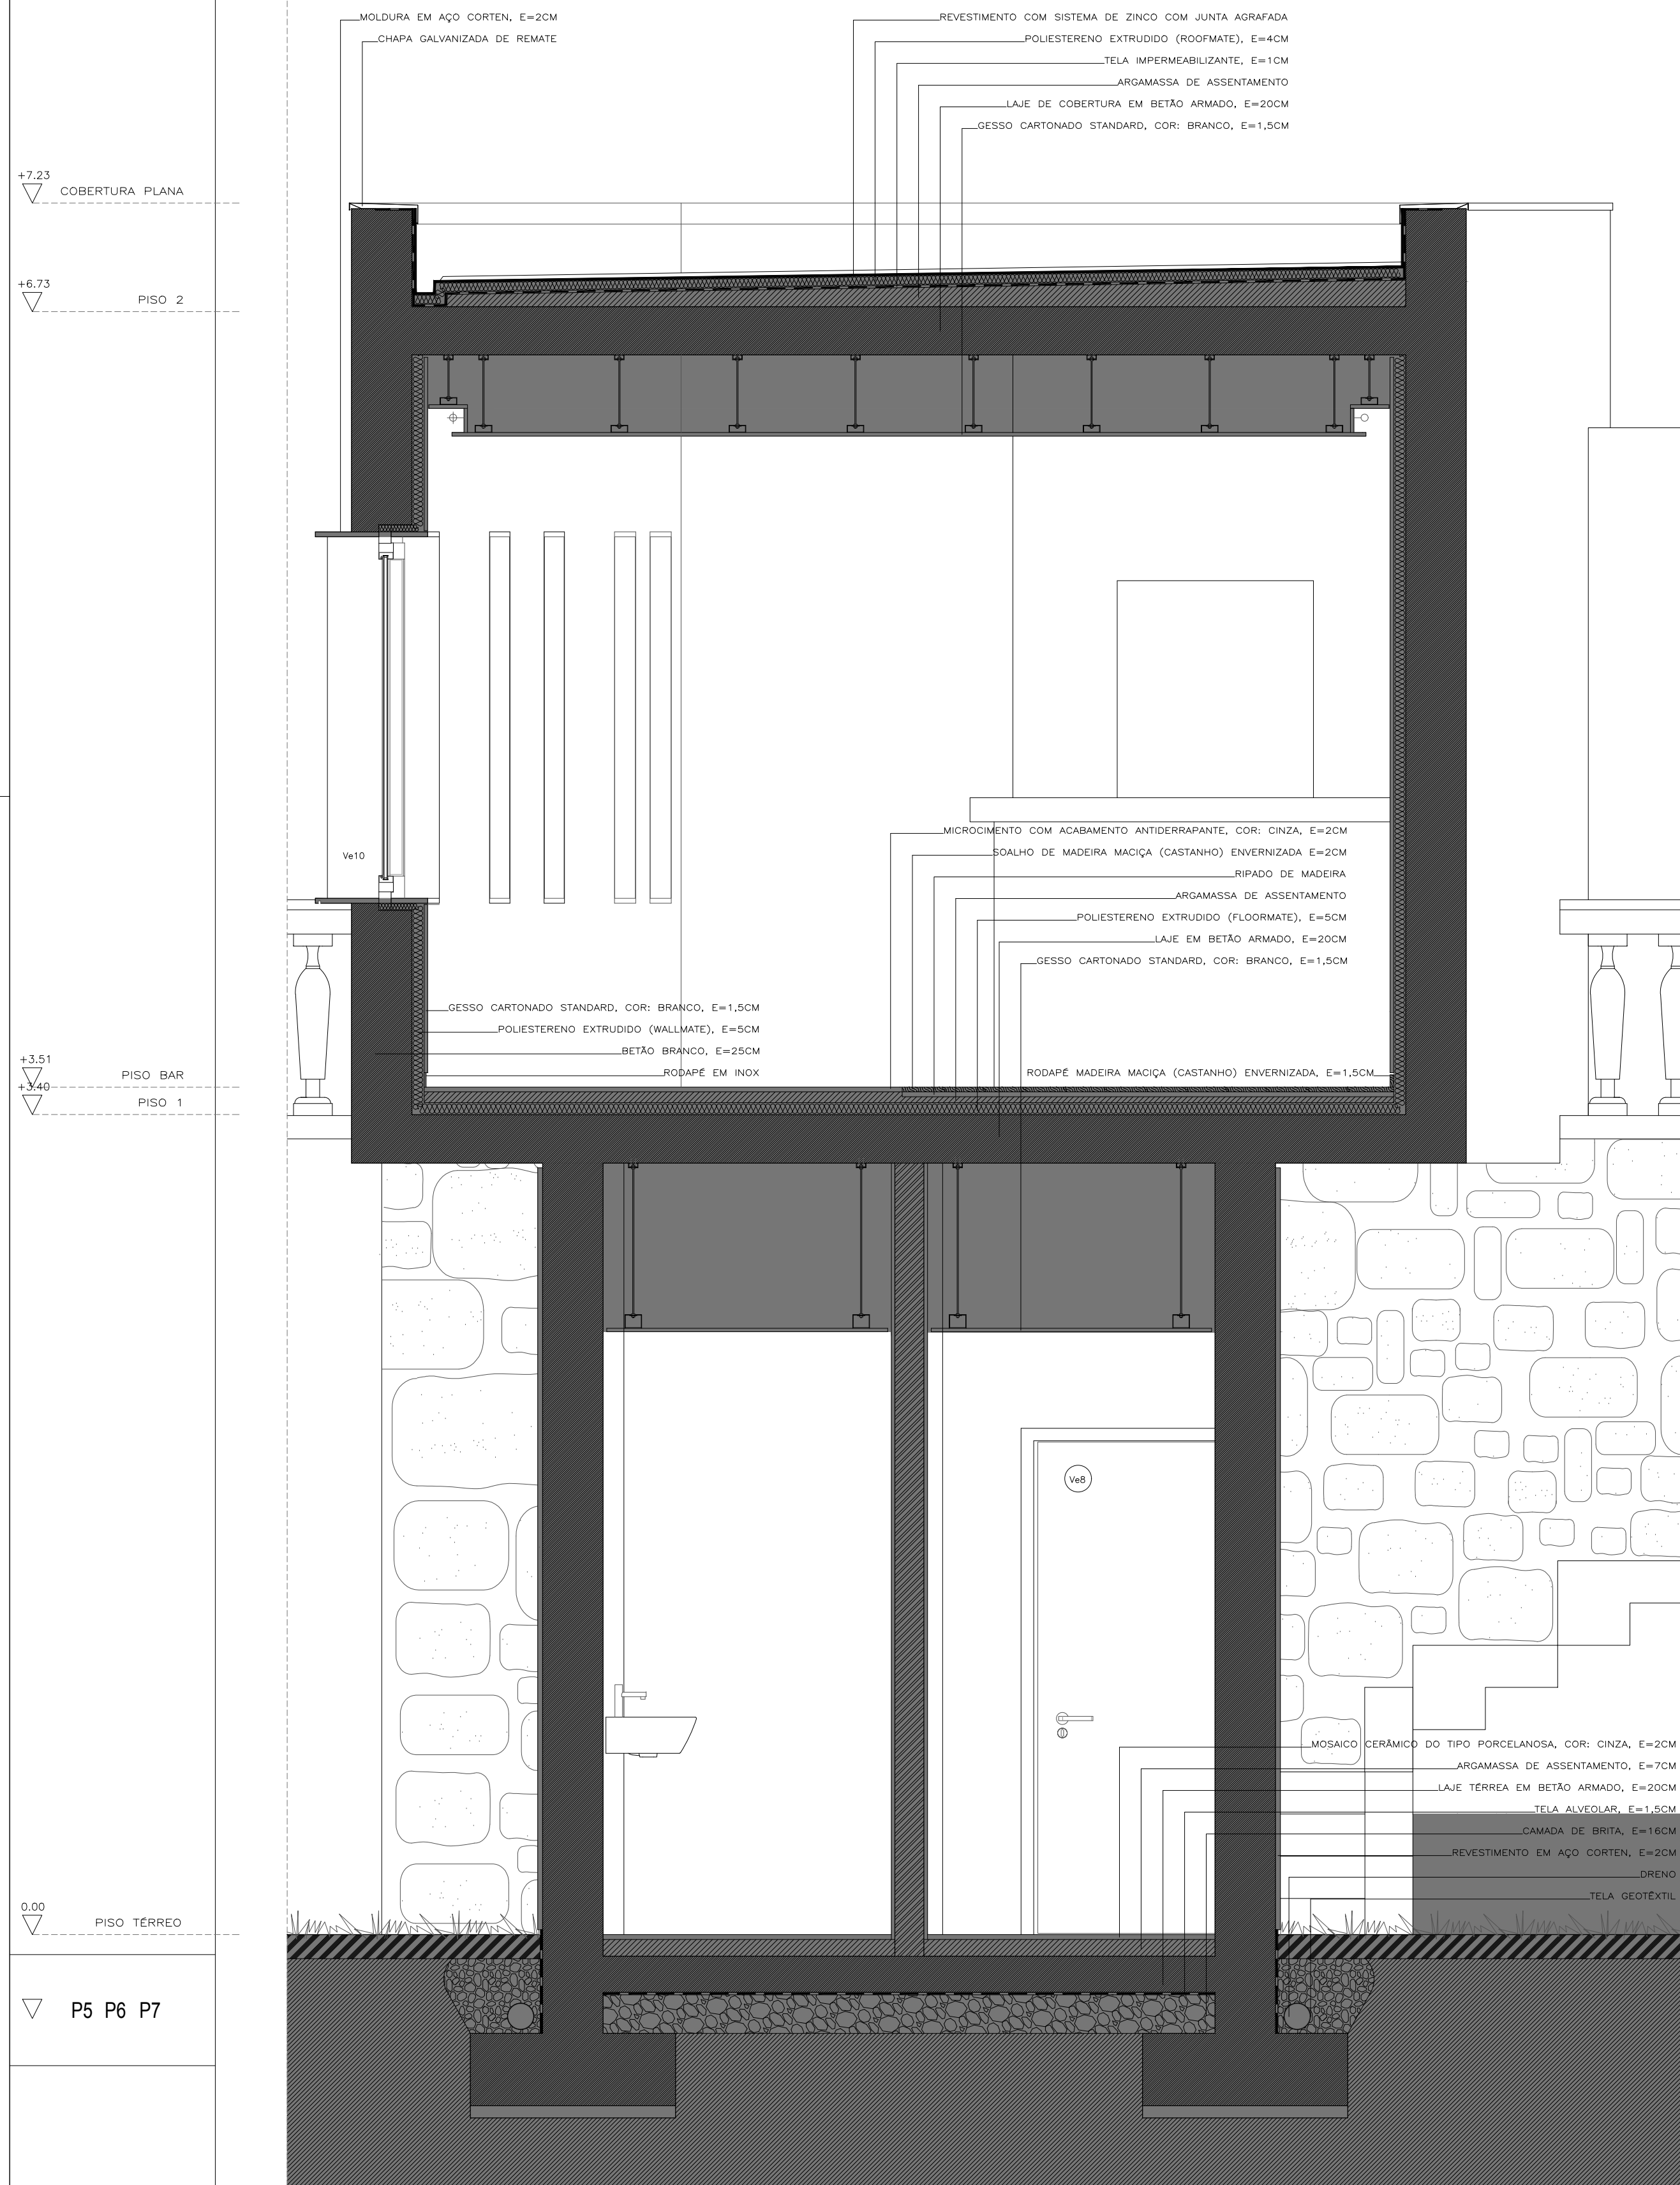 MOLDURA EM AÇO CORTEN, E=2CM
CHAPA GALVANIZADA DE REMATE
REVESTIMENTO COM SISTEMA DE ZINCO COM JUNTA AGRAFADA
POLIESTERENO EXTRUDIDO (ROOFMATE), E=4CM
TELA IMPERMEABILIZANTE, E=1CM
ARGAMASSA DE ASSENTAMENTO
LAJE DE COBERTURA EM BETÃO ARMADO, E=20CM
GESSO CARTONADO STANDARD, COR: BRANCO, E=1,5CM
+7.23
COBERTURA PLANA
+6.73
PISO 2
MICROCIMENTO COM ACABAMENTO ANTIDERRAPANTE, COR: CINZA, E=2CM
SOALHO DE MADEIRA MACIÇA (CASTANHO) ENVERNIZADA E=2CM
RIPADO DE MADEIRA
ARGAMASSA DE ASSENTAMENTO
POLIESTERENO EXTRUDIDO (FLOORMATE), E=5CM
LAJE EM BETÃO ARMADO, E=20CM
GESSO CARTONADO STANDARD, COR: BRANCO, E=1,5CM
Ve10
GESSO CARTONADO STANDARD, COR: BRANCO, E=1,5CM
POLIESTERENO EXTRUDIDO (WALLMATE), E=5CM
BETÃO BRANCO, E=25CM
RODAPÉ EM INOX
RODAPÉ MADEIRA MACIÇA (CASTANHO) ENVERNIZADA, E=1,5CM
+3.51
PISO BAR
+3.40
PISO 1
Ve8
MOSAICO CERÂMICO DO TIPO PORCELANOSA, COR: CINZA, E=2CM
ARGAMASSA DE ASSENTAMENTO, E=7CM
LAJE TÉRREA EM BETÃO ARMADO, E=20CM
TELA ALVEOLAR, E=1,5CM
CAMADA DE BRITA, E=16CM
REVESTIMENTO EM AÇO CORTEN, E=2CM
DRENO
TELA GEOTÊXTIL
0.00
PISO TÉRREO
P5 P6 P7